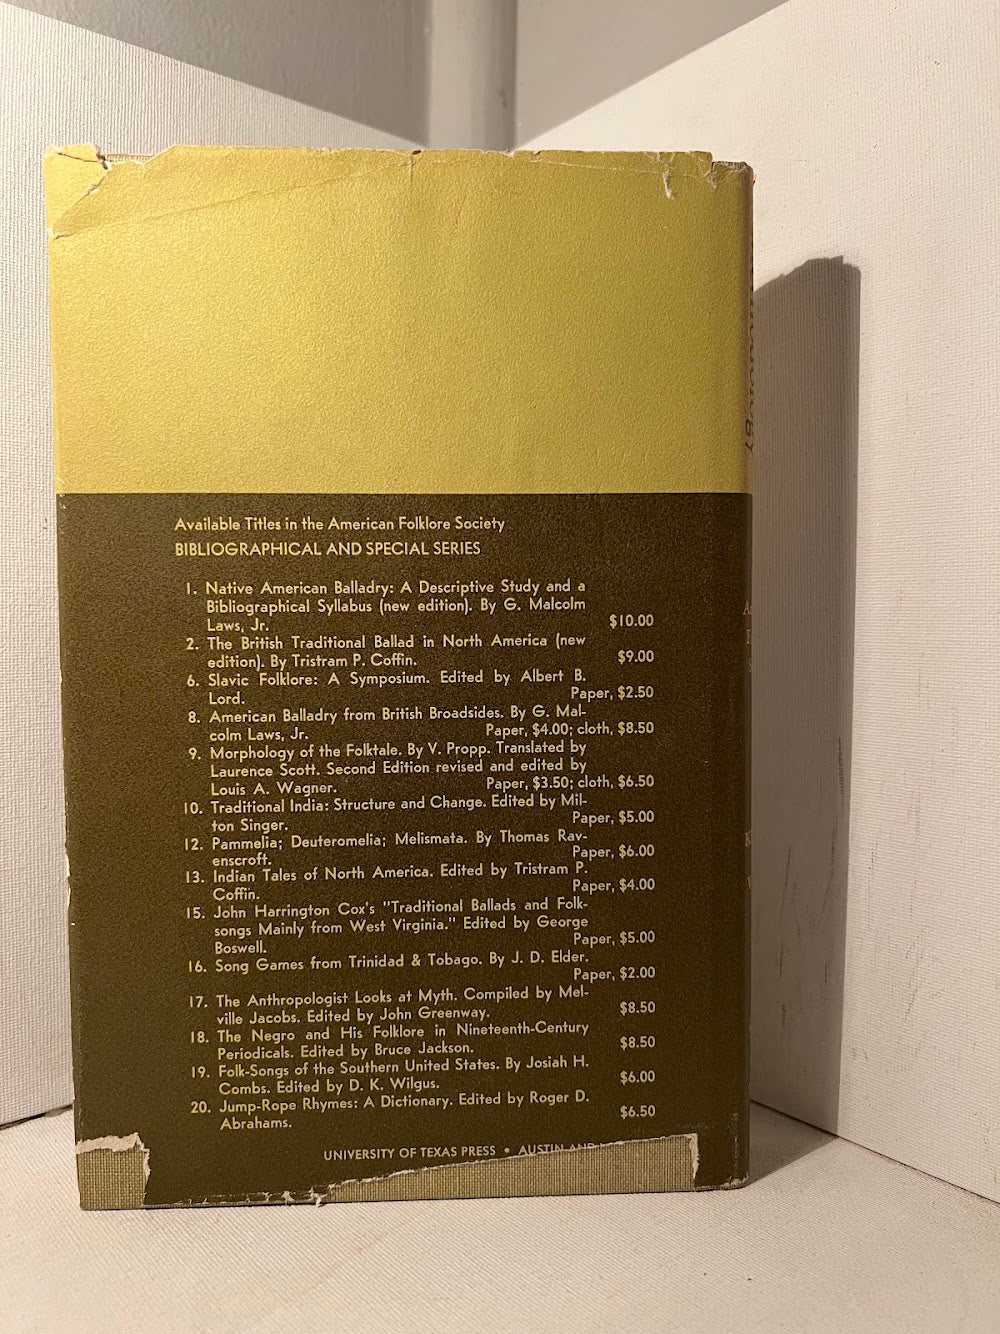 Available Titles in the American Folklore Society
BIBLIOGRAPHICAL AND SPECIAL SERIES
1. Native American Balladry: A Descriptive Study and a
Bibliographical Syllabus (new edition). By G. Malcolm
Laws, Jr. $10.00
2. The British Traditional Ballad in North America (new
edition). By Tristram P. Coffin. $9.00
6. Slavic Folklore: A Symposium. Edited by Albert B.
Lord. Paper, $2.50
8. American Balladry from British Broadsides. By G. Mal-
colm Laws, Jr. Paper, $4.00; cloth, $8.50
9. Morphology of the Folktale. By V. Propp. Translated by
Laurence Scott. Second Edition revised and edited by
Louis A. Wagner. Paper, $3.50; cloth, $6.50
10. Traditional India: Structure and Change. Edited by Mil-
ton Singer. Paper, $5.00
12. Pammelia; Deuteromelia; Melismata. By Thomas Rav-
enscroft. Paper, $6.00
13. Indian Tales of North America. Edited by Tristram P.
Coffin. Paper, $4.00
15. John Harrington Cox's "Traditional Ballads and Folk-
songs Mainly from West Virginia." Edited by George
Boswell. Paper, $5.00
16. Song Games from Trinidad & Tobago. By J. D. Elder.
Paper, $2.00
17. The Anthropologist Looks at Myth. Compiled by Mel-
ville Jacobs. Edited by John Greenway. $8.50
18. The Negro and His Folklore in Nineteenth-Century
Periodicals. Edited by Bruce Jackson. $8.50
19. Folk-Songs of the Southern United States. By Josiah H.
Combs. Edited by D. K. Wilgus. $6.00
20. Jump-Rope Rhymes: A Dictionary. Edited by Roger D.
Abrahams. $6.50
UNIVERSITY OF TEXAS PRESS • AUSTIN AND